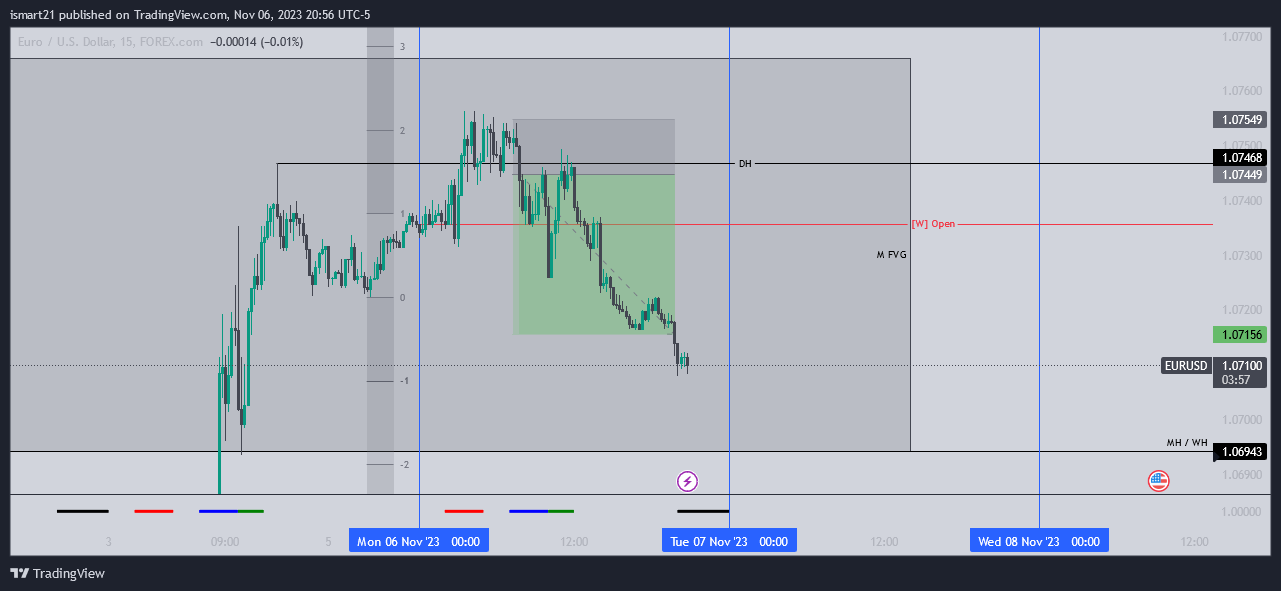 ismart21 published on TradingView.com, Nov 06, 2023 20:56 UTC-5
Euro / U.S. Dollar, 15, FOREX.com −0.00014 (−0.01%)
3
2
1
0
-1
-2
DH
[W] Open
M FVG
MH / WH
1.07700
1.07600
1.07549
1.07500
1.07468
1.07449
1.07400
1.07300
1.07200
1.07156
EURUSD 1.07100
03:57
1.07000
1.06943
1.06900
1.00000
3
09:00
5
Mon 06 Nov '23 00:00
12:00
Tue 07 Nov '23 00:00
12:00
Wed 08 Nov '23 00:00
12:00
TradingView